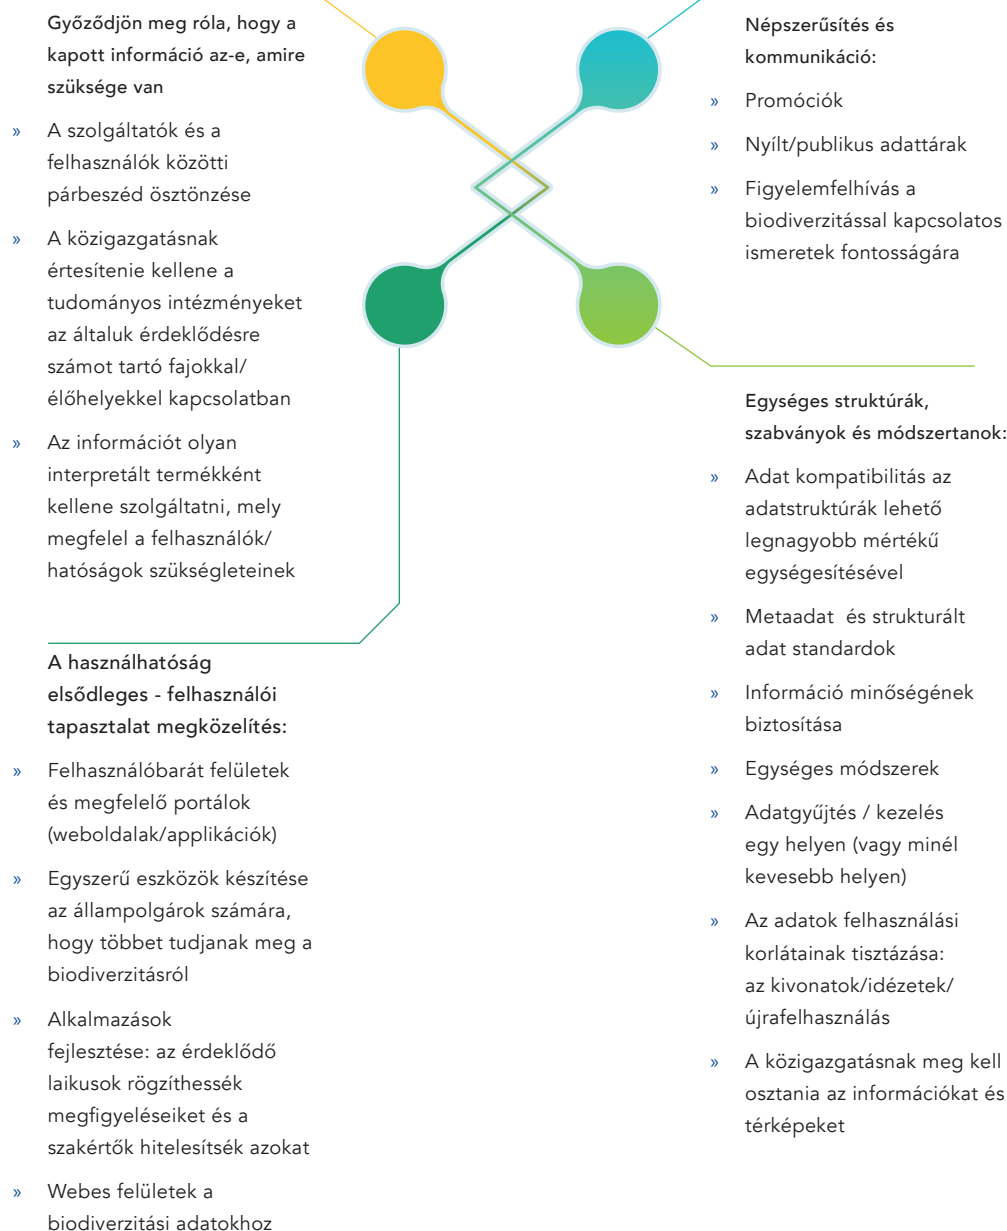 Győződjön meg róla, hogy a
kapott információ az-e, amire
szüksége van
» A szolgáltatók és a
felhasználók közötti
párbeszéd ösztönzése
» A közigazgatásnak
értesítenie kellene a
tudományos intézményeket
az általuk érdeklődésre
számot tartó fajokkal/
élőhelyekkel kapcsolatban
» Az információt olyan
interpretált termékként
kellene szolgáltatni, mely
megfelel a felhasználók/
hatóságok szükségleteinek
A használhatóság
elsődleges - felhasználói
tapasztalat megközelítés:
» Felhasználóbarát felületek
és megfelelő portálok
(weboldalak/applikációk)
» Egyszerű eszközök készítése
az állampolgárok számára,
hogy többet tudjanak meg a
biodiverzitásról
» Alkalmazások
fejlesztése: az érdeklődő
laikusok rögzíthessék
megfigyeléseiket és a
szakértők hitelesítsék azokat
» Webes felületek a
biodiverzitási adatokhoz
Népszerűsítés és
kommunikáció:
» Promóciók
» Nyílt/publikus adattárak
» Figyelemfelhívás a
biodiverzitással kapcsolatos
ismeretek fontosságára
Egységes struktúrák,
szabványok és módszertanok:
» Adat kompatibilitás az
adatstruktúrák lehető
legnagyobb mértékű
egységesítésével
» Metaadat és strukturált
adat standardok
» Információ minőségének
biztosítása
» Egységes módszerek
» Adatgyűjtés / kezelés
egy helyen (vagy minél
kevesebb helyen)
» Az adatok felhasználási
korlátainak tisztázása:
az kivonatok/idézetek/
újrafelhasználás
» A közigazgatásnak meg kell
osztania az információkat és
térképeket